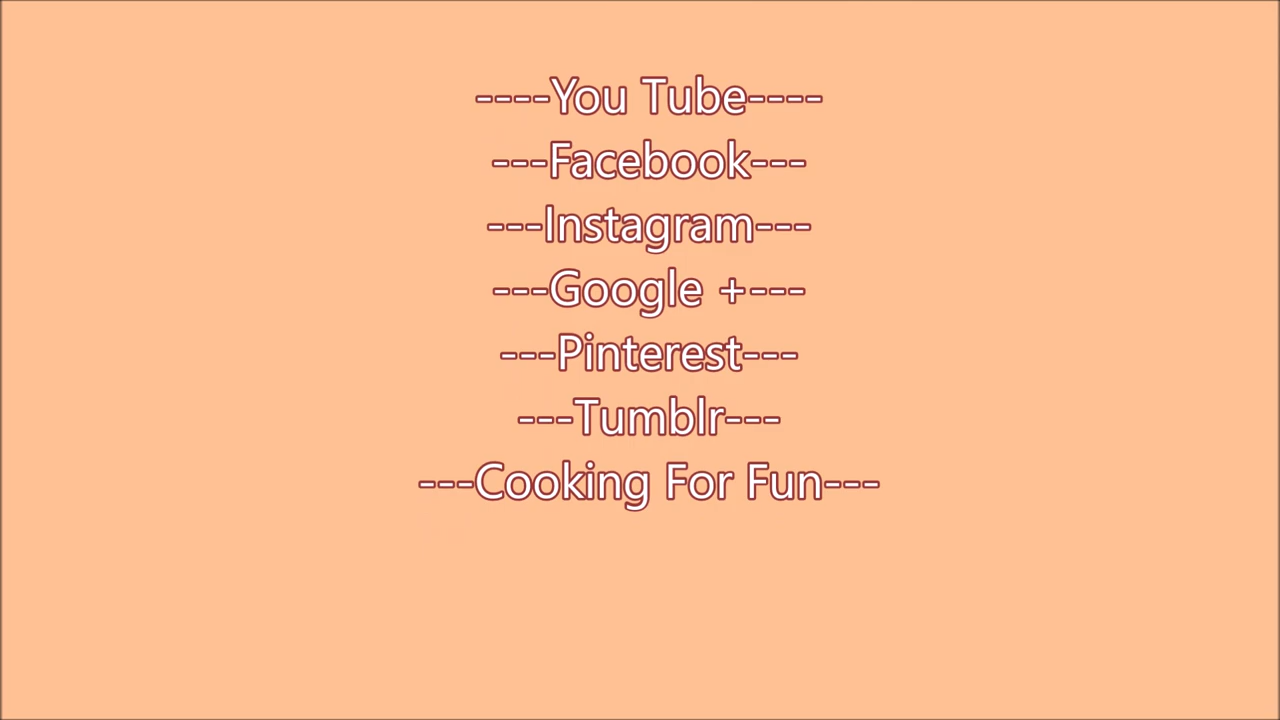 ----You Tube----
---Facebook---
---Instagram---
---Google +---
---Pinterest---
---Tumblr---
---Cooking For Fun---